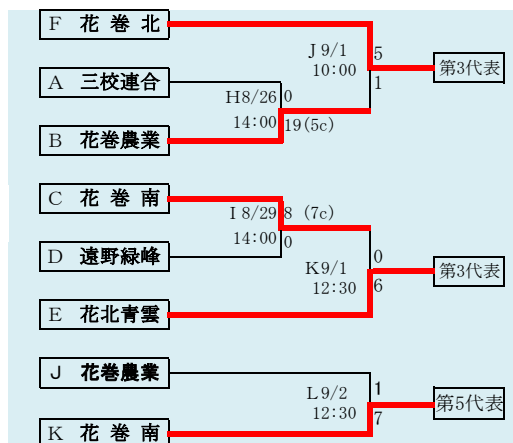 F 花 巻 北
J 9/1 5
10:00 第3代表
A 三校連合 1
H8/26 0
14:00 19(5c)
B 花巻農業
C 花 巻 南
I 8/29 8 (7c)
14:00 0
D 遠野緑峰 0
K9/1 第3代表
12:30 6
E 花北青雲
J 花巻農業
L9/2 1
12:30 第5代表
7
K 花 巻 南